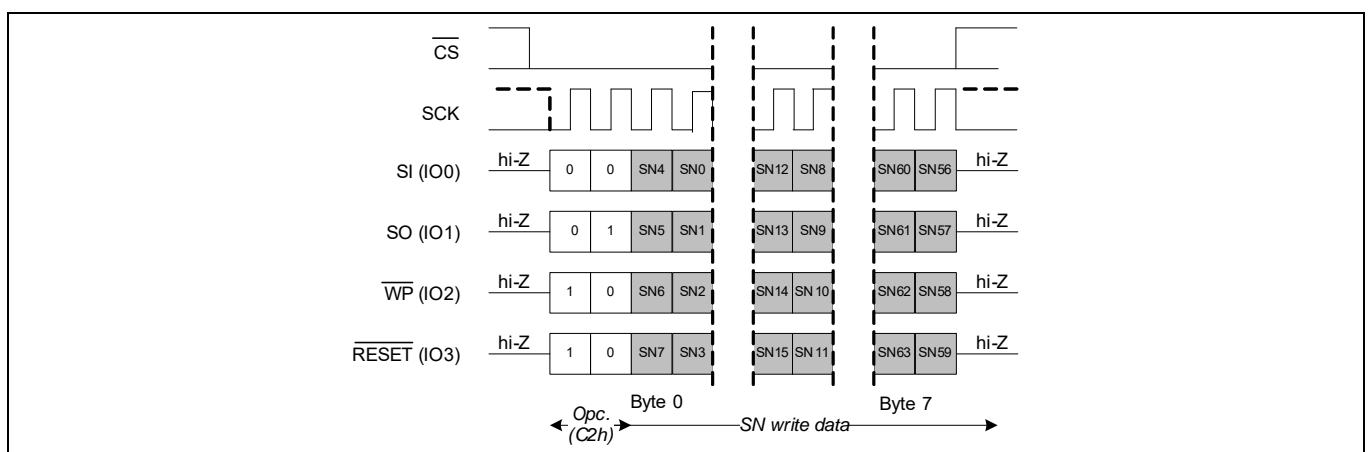 CS
SCK
SI (IO0) hi-Z 0 0 SN4 SN0 SN12 SN8 SN60 SN56 hi-Z
SO (IO1) hi-Z 0 1 SN5 SN1 SN13 SN9 SN61 SN57 hi-Z
WP (IO2) hi-Z 1 0 SN6 SN2 SN14 SN 10 SN62 SN58 hi-Z
RESET (IO3) hi-Z 1 0 SN7 SN3 SN15 SN 11 SN63 SN59 hi-Z
Byte 0 Byte 7
Opc. SN write data
(C2h)